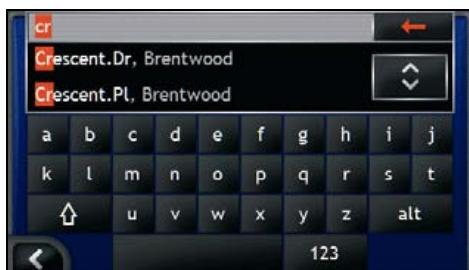 cr
Crescent.Dr, Brentwood
Crescent.Pl, Brentwood
a b c d e f g h i j
k l m n o p q r s t
u v w x y z alt
123